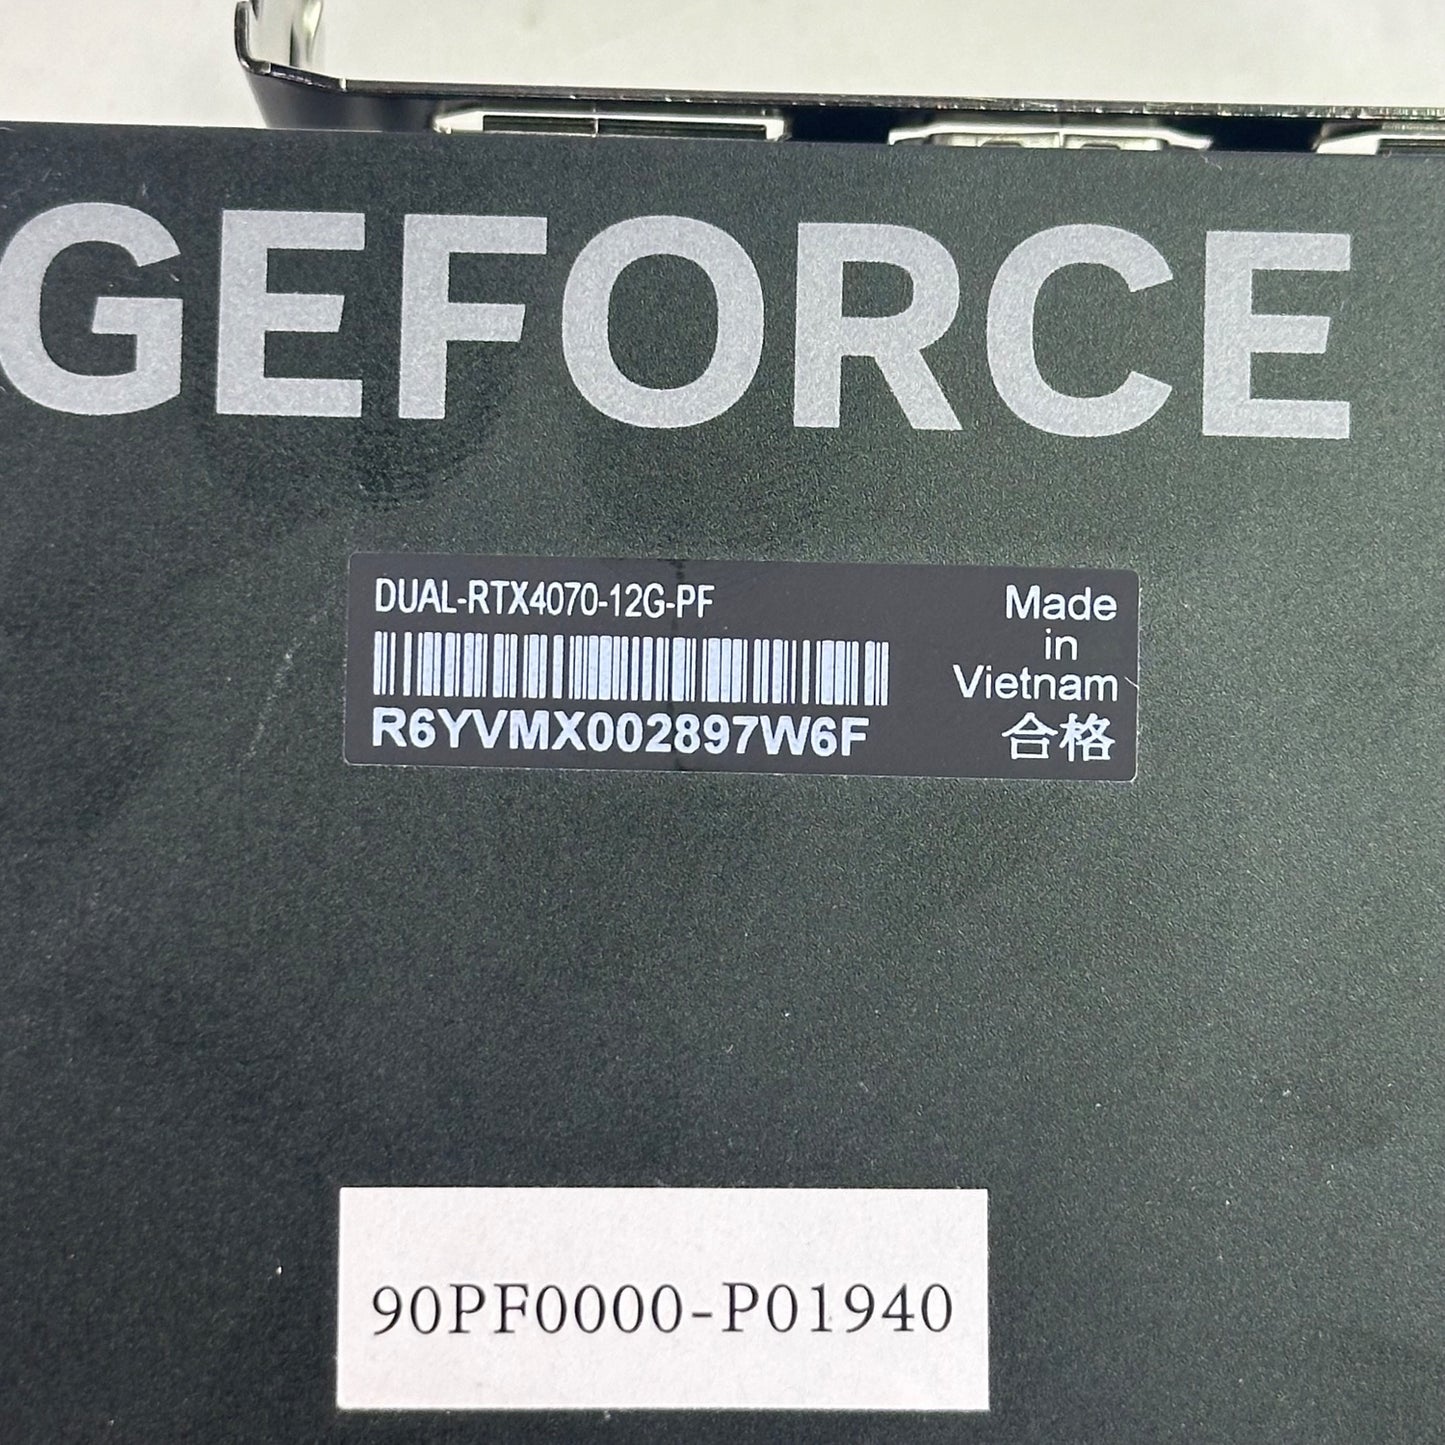 GEFORCE
DUAL-RTX4070-12G-PF
R6YVMX002897W6F
Made
in
Vietnam
合格
90PF0000-P01940